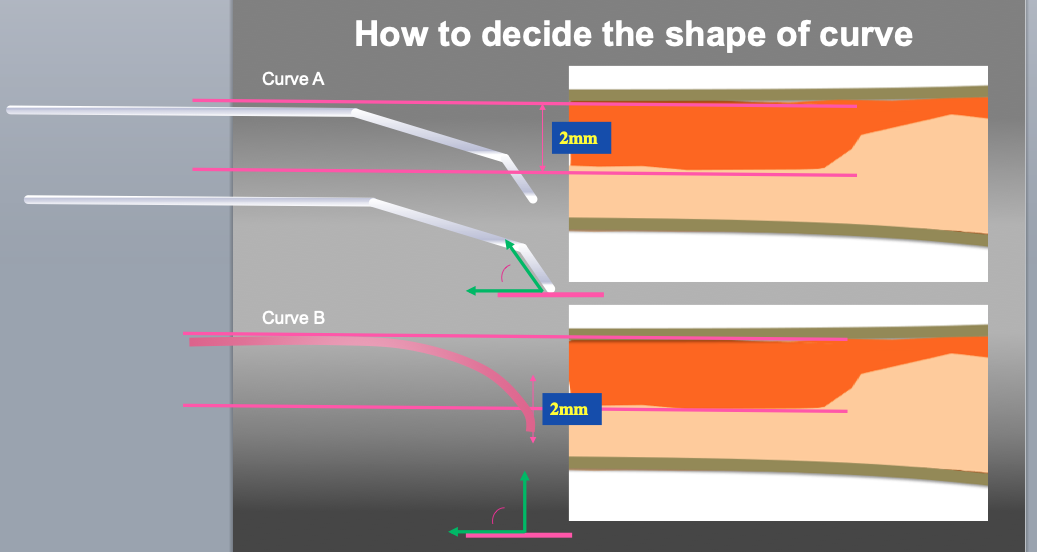 How to decide the shape of curve
Curve A
2mm
Curve B
2mm